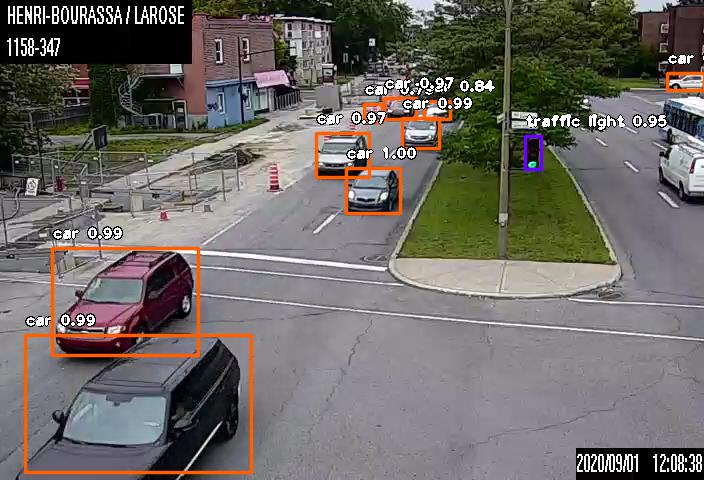 HENRI-BOURASSA / LAROSE
1158-347
car
car 0.97
0.84
car 0.99
car 0.97
traffic light 0.95
car 1.00
car 0.99
car 0.99
2020/09/01 12:08:38